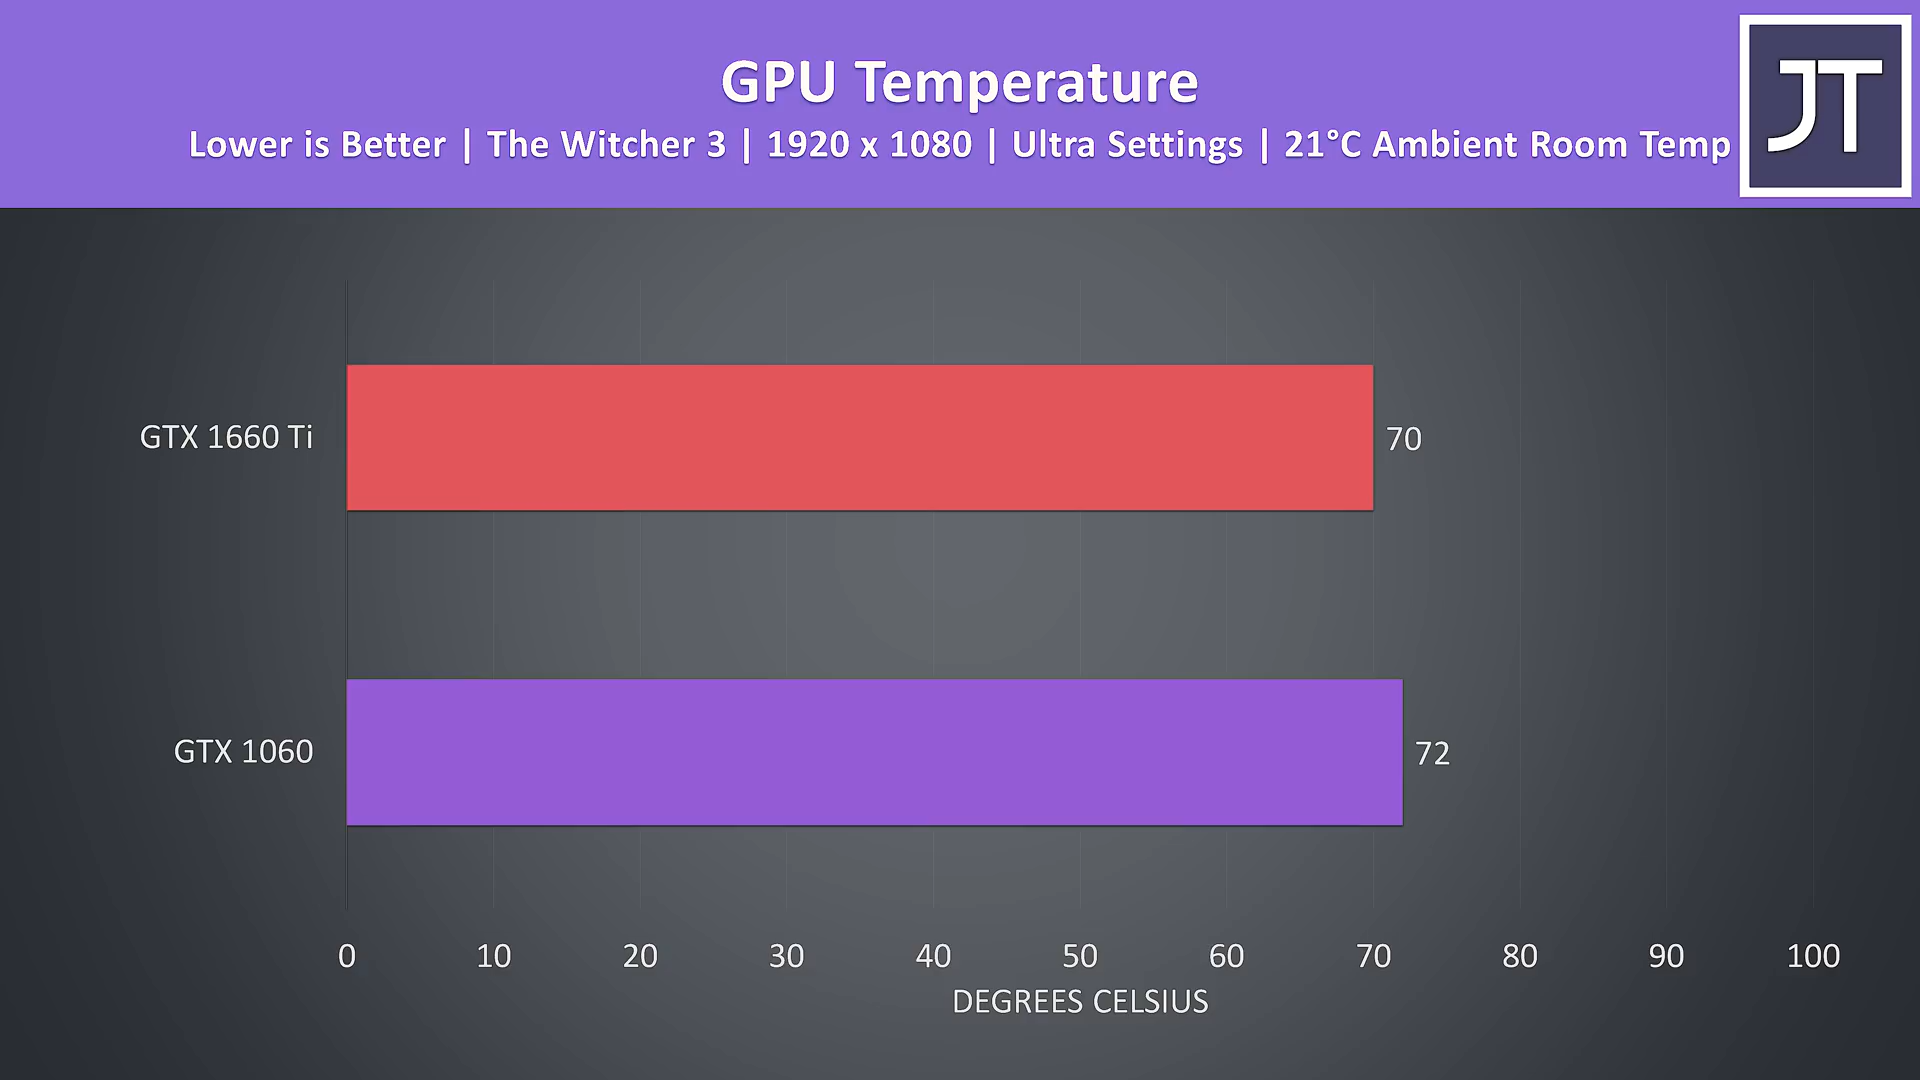 GPU Temperature
Lower is Better | The Witcher 3 | 1920 x 1080 | Ultra Settings | 21°C Ambient Room Temp
JT
GTX 1660 Ti
70
GTX 1060
72
0 10 20 30 40 50 60 70 80 90 100
DEGREES CELSIUS